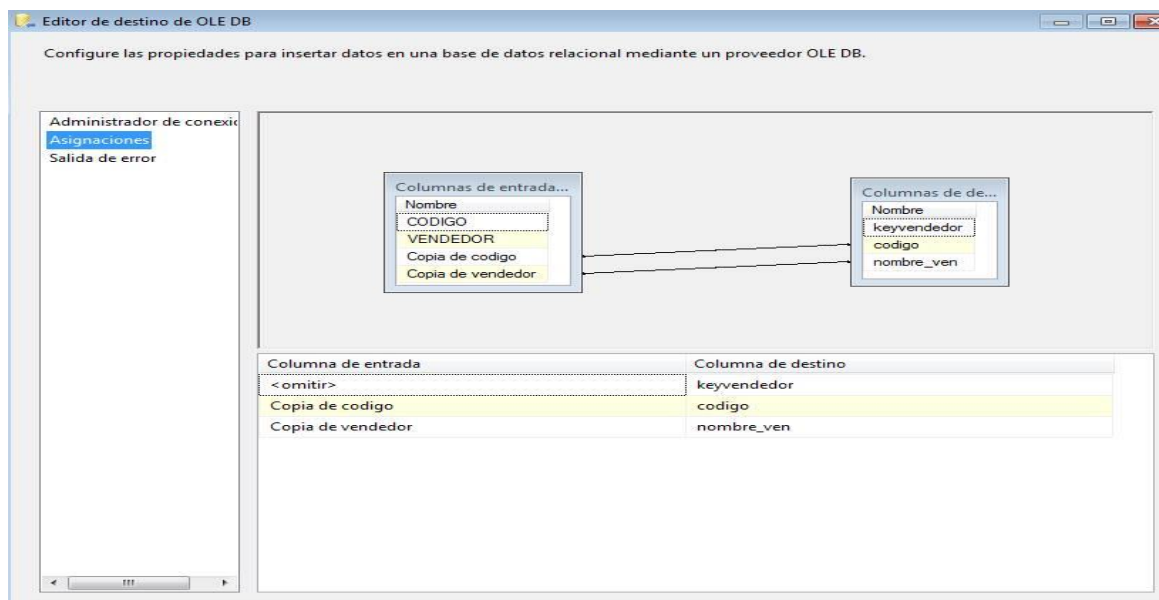 Editor de destino de OLE DB
Configure las propiedades para insertar datos en una base de datos relacional mediante un proveedor OLE DB.
Administrador de conexi
Asignaciones
Salida de error
Columnas de entrada...
Nombre
CODIGO
VENDEDOR
Copia de codigo
Copia de vendedor
Columnas de de...
Nombre
keyvendedor
codigo
nombre_ven
Columna de entrada Columna de destino
<omitir> keyvendedor
Copia de codigo codigo
Copia de vendedor nombre_ven